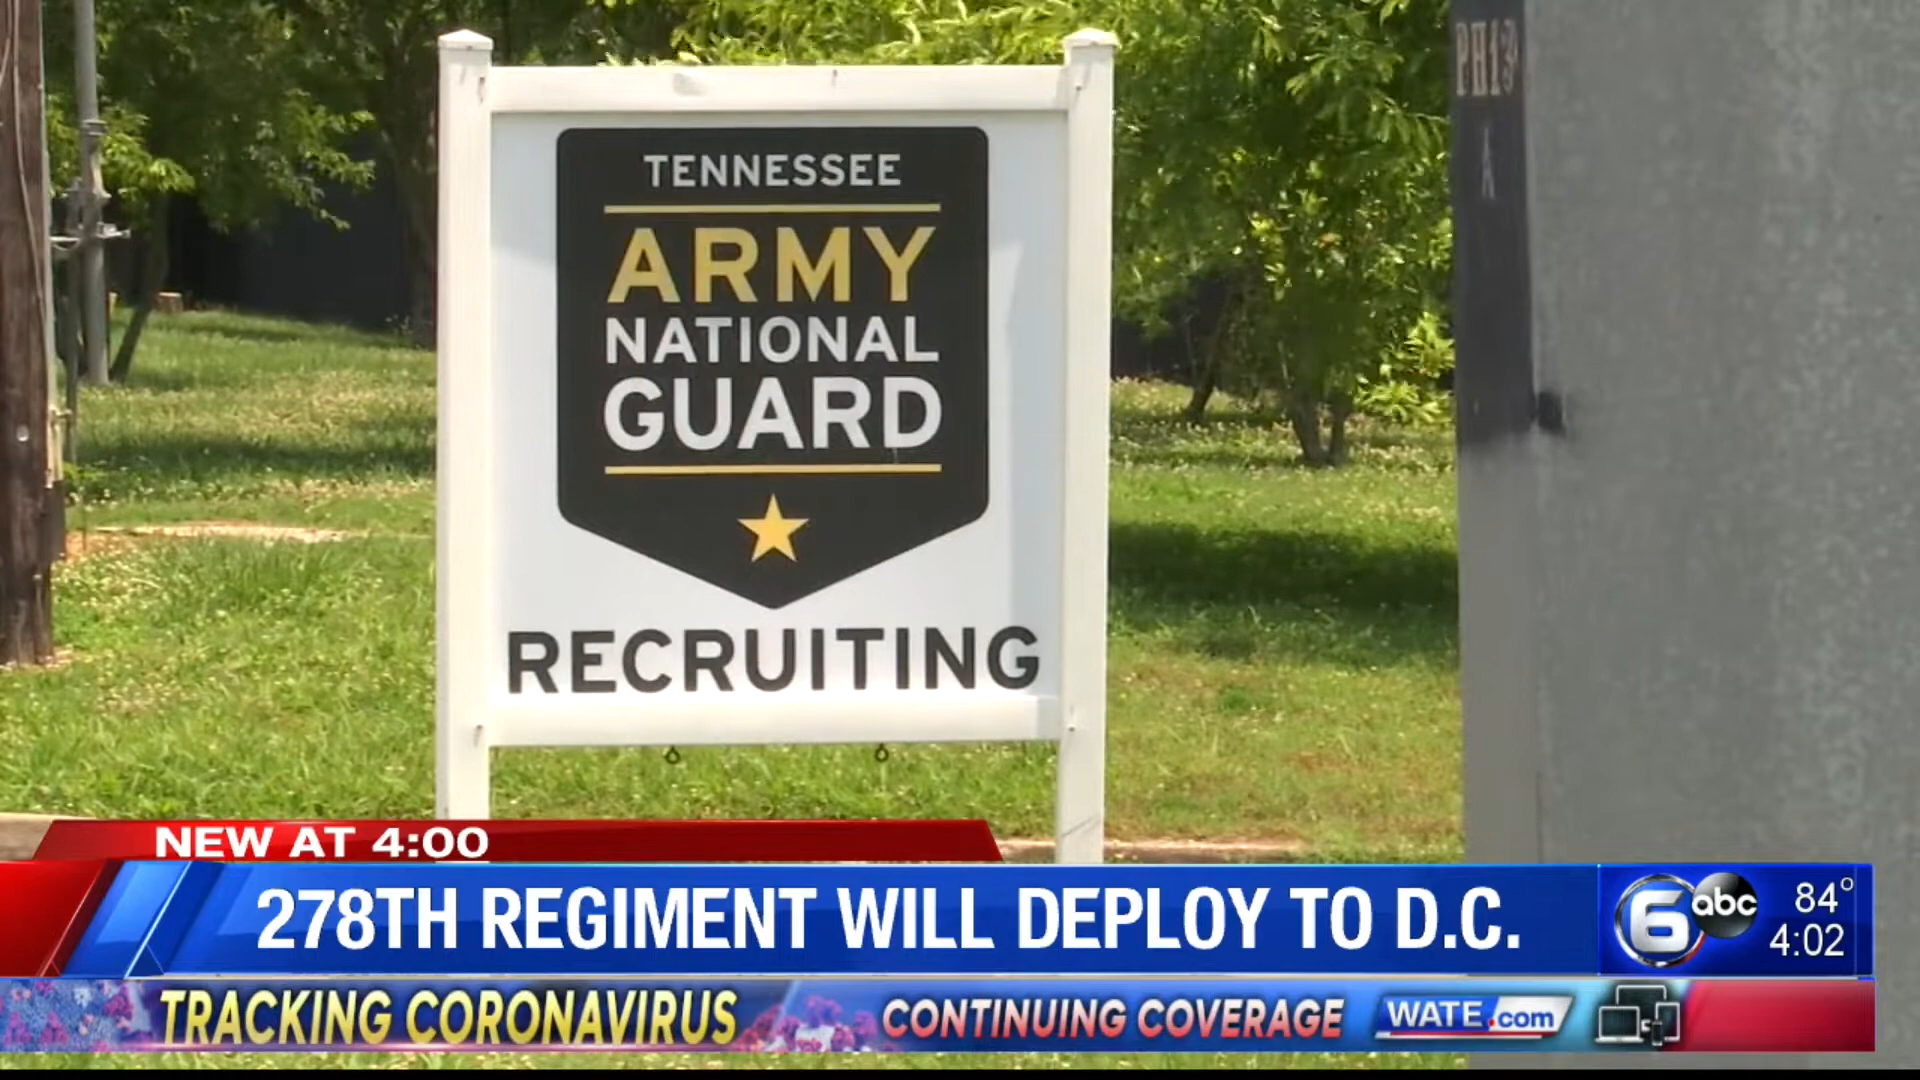 PH13
A
TENNESSEE
ARMY
NATIONAL
GUARD
RECRUITING
NEW AT 4:00
278TH REGIMENT WILL DEPLOY TO D.C.
6 abc
84°
4:02
TRACKING CORONAVIRUS
CONTINUING COVERAGE
WATE.com